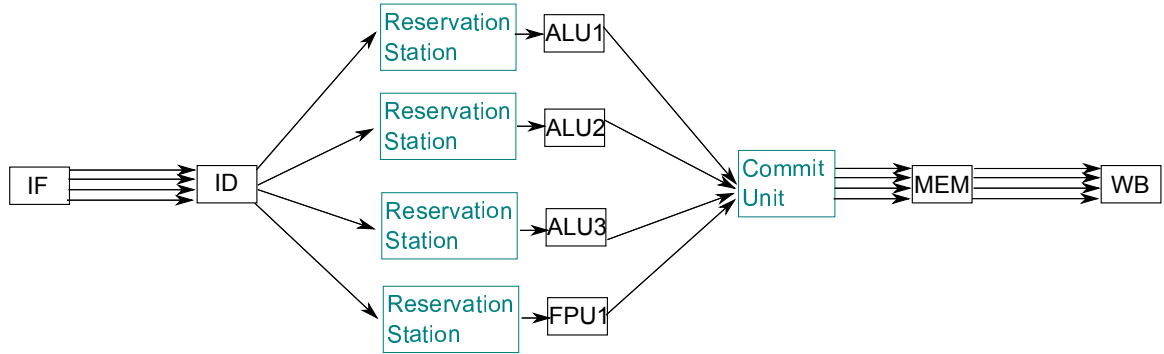 IF
ID
Reservation
Station
ALU1
Reservation
Station
ALU2
Reservation
Station
ALU3
Reservation
Station
FPU1
Commit
Unit
MEM
WB